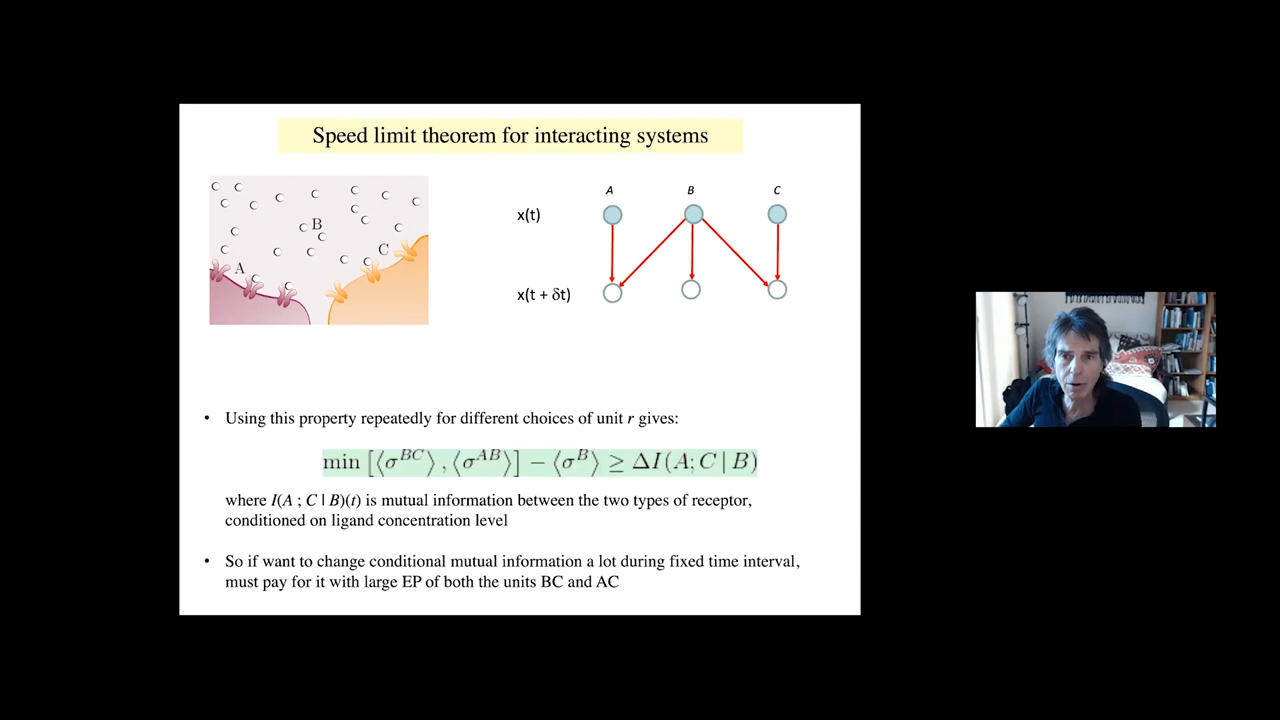 Speed limit theorem for interacting systems
A
B
C
A B C
x(t)
x(t + δt)
• Using this property repeatedly for different choices of unit r gives:
min [⟨σ^{BC}⟩ , ⟨σ^{AB}⟩] − ⟨σ^{B}⟩ ≥ ΔI(A; C | B)
where I(A ; C | B)(t) is mutual information between the two types of receptor,
conditioned on ligand concentration level
• So if want to change conditional mutual information a lot during fixed time interval,
must pay for it with large EP of both the units BC and AC